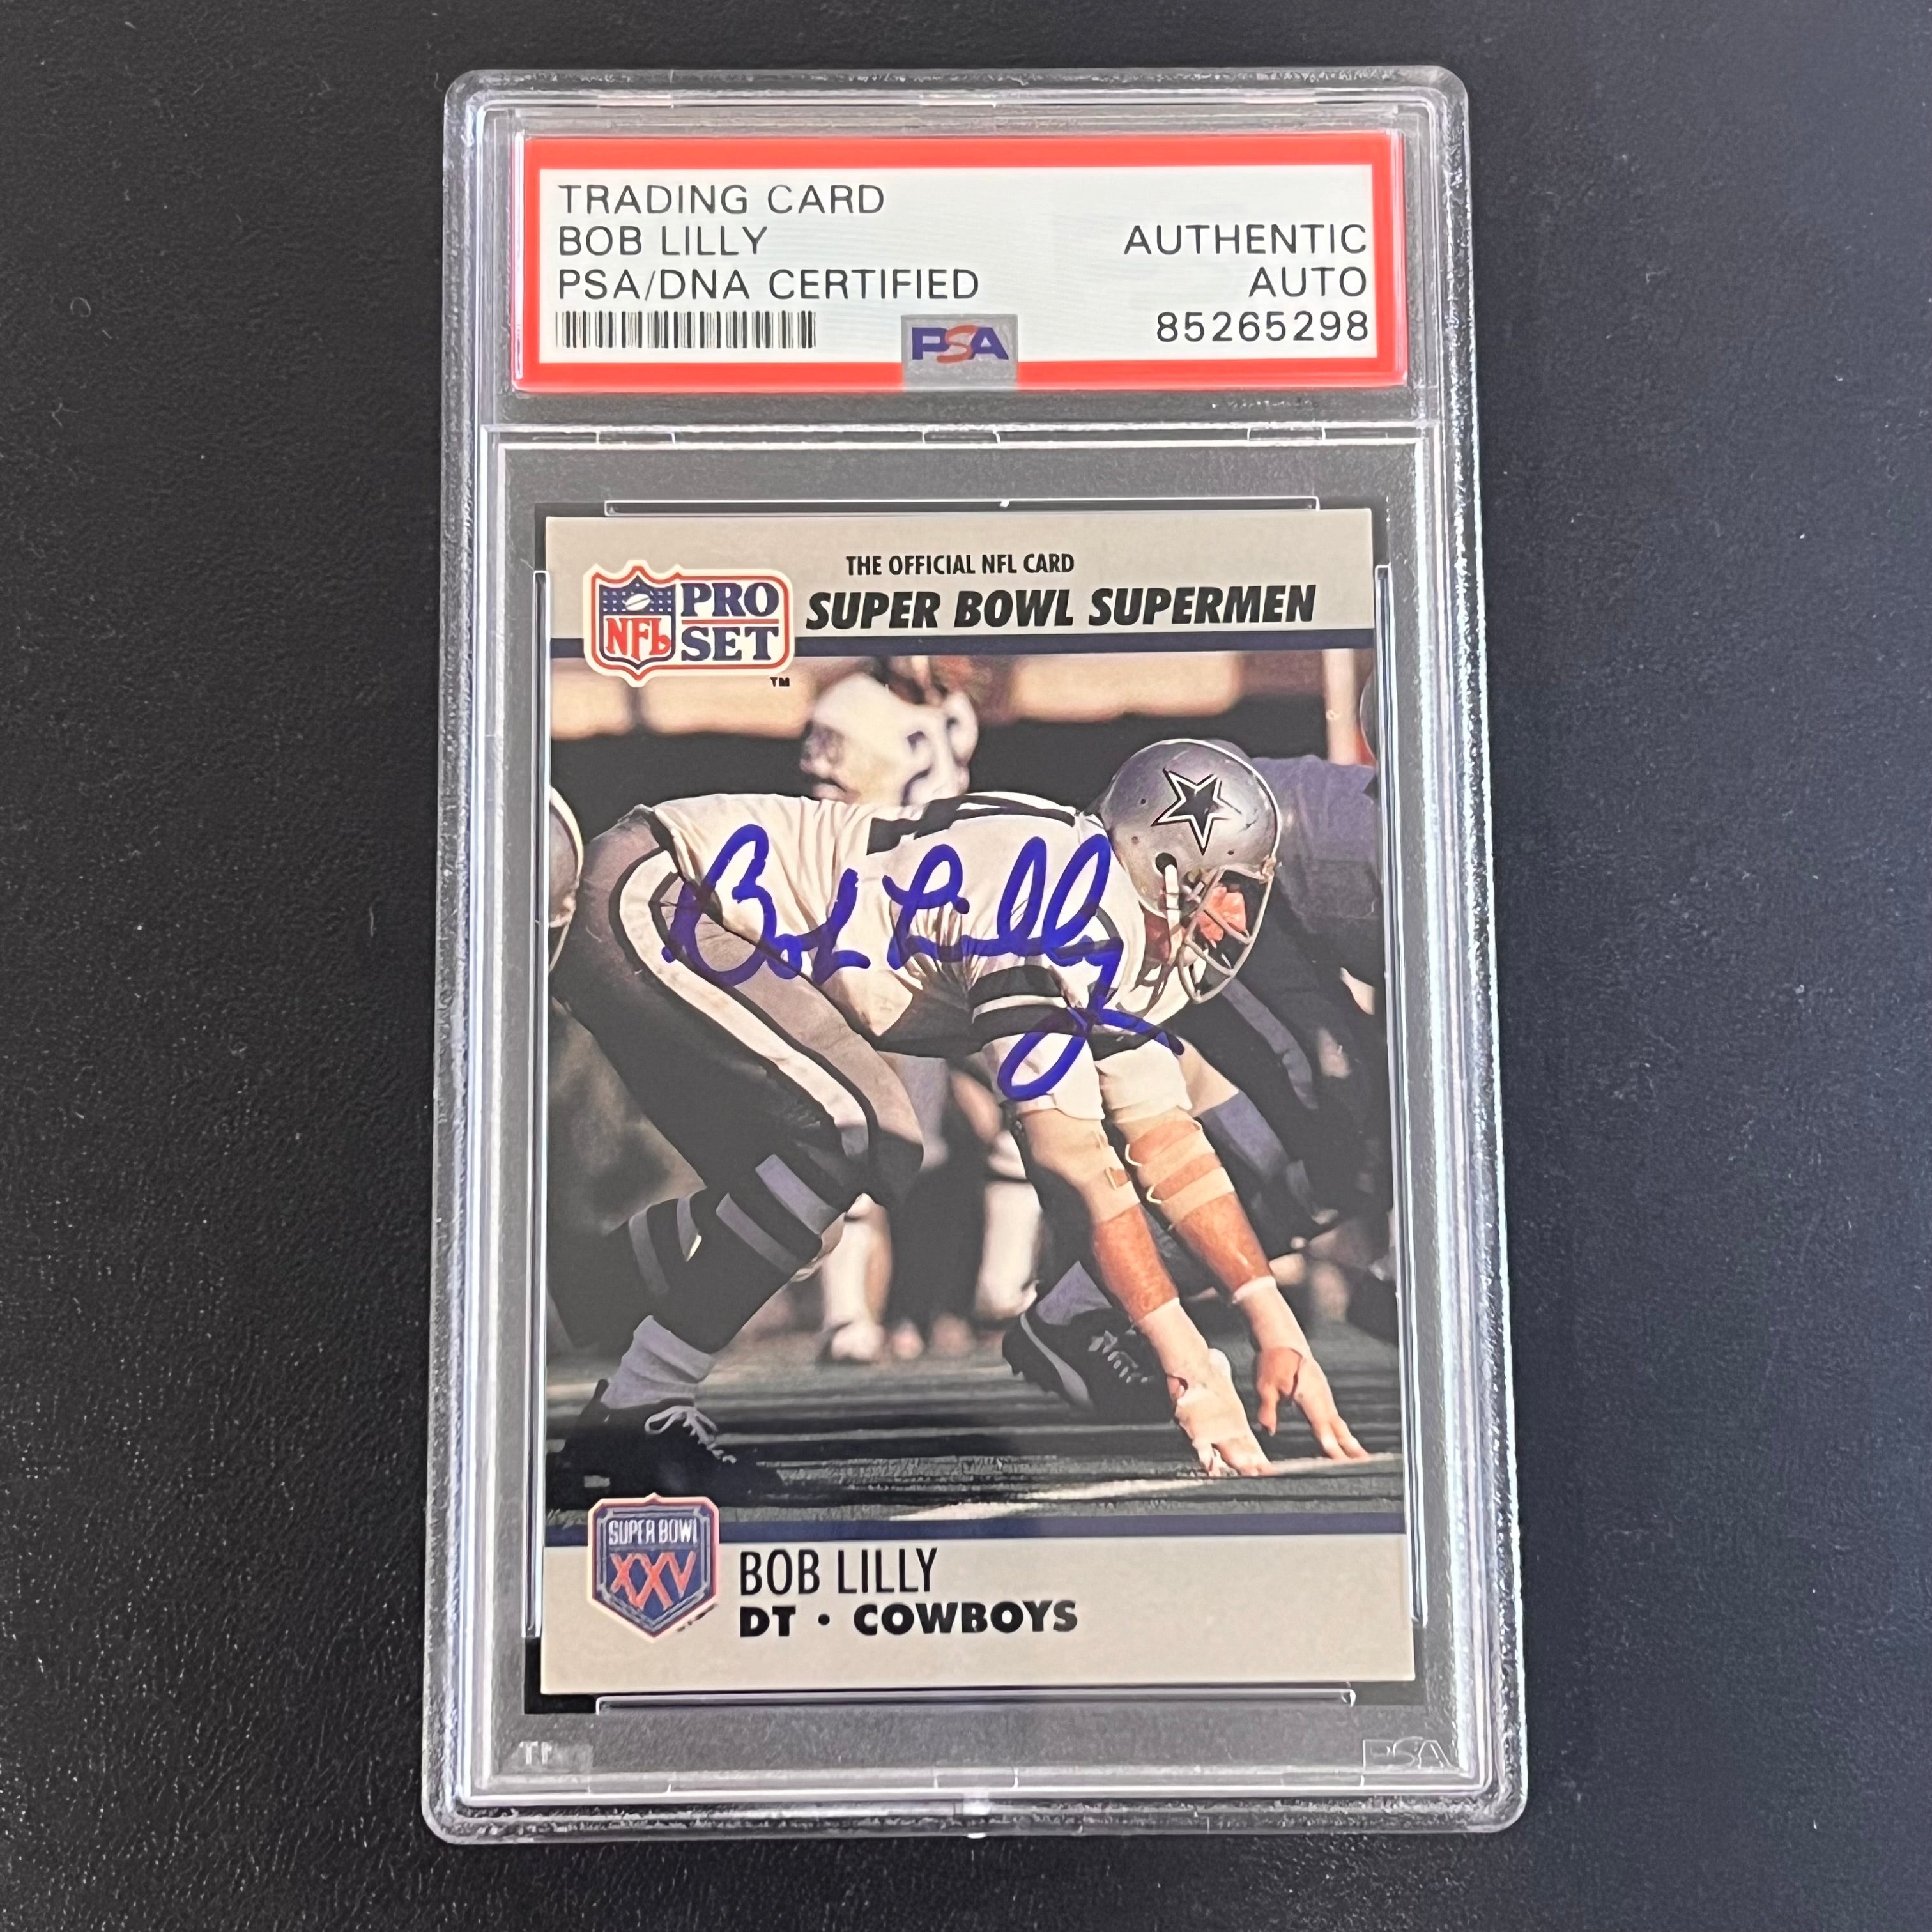 TRADING CARD
BOB LILLY
PSA/DNA CERTIFIED
AUTHENTIC
AUTO
85265298
PSA
THE OFFICIAL NFL CARD
SUPER BOWL SUPERMEN
NFL
PRO
SET
TM
Bob Lilly
SUPER BOWL
XXV
BOB LILLY
DT • COWBOYS
PSA